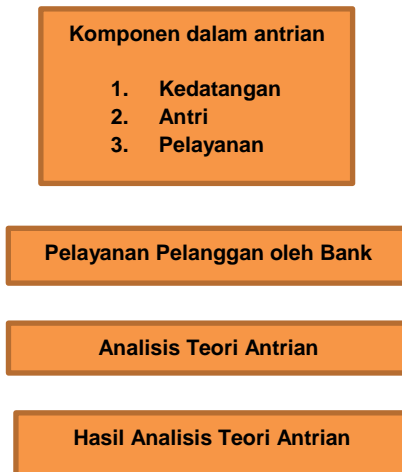 Komponen dalam antrian
1. Kedatangan
2. Antri
3. Pelayanan
Pelayanan Pelanggan oleh Bank
Analisis Teori Antrian
Hasil Analisis Teori Antrian